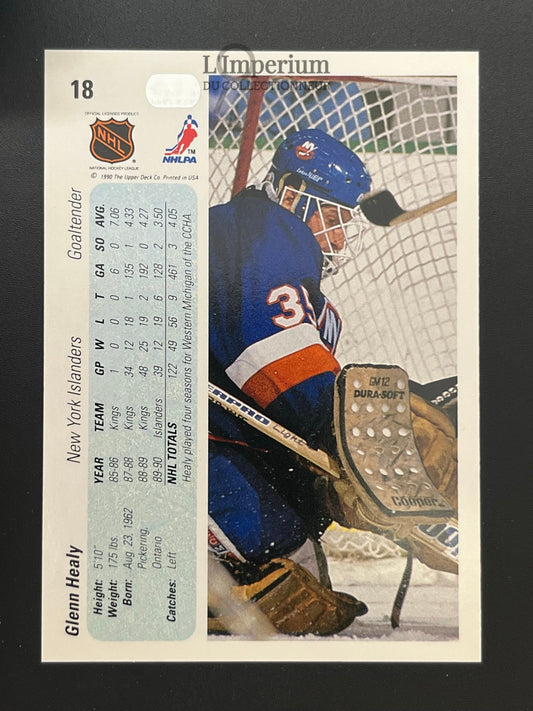 L'Imperium
DU COLLECTIONNEUR
18
OFFICIAL LICENSED PRODUCT
NHL
NATIONAL HOCKEY LEAGUE
NHLPA
TM
© 1990 The Upper Deck Co. Printed in USA
Glenn Healy New York Islanders Goaltender
Height: 5'10"
Weight: 175 lbs.
Born: Aug. 23, 1962
Pickering,
Ontario
Catches: Left
YEAR TEAM GP W L T GA SO AVG.
85-86 Kings 1 0 0 0 6 0 7.06
87-88 Kings 34 12 18 1 135 1 4.33
88-89 Kings 48 25 19 2 192 0 4.27
89-90 Islanders 39 12 19 6 128 2 3.50
NHL TOTALS 122 49 56 9 461 3 4.05
Healy played four seasons for Western Michigan of the CCHA
3
GM12
DURA-SOFT
Cooper
Light